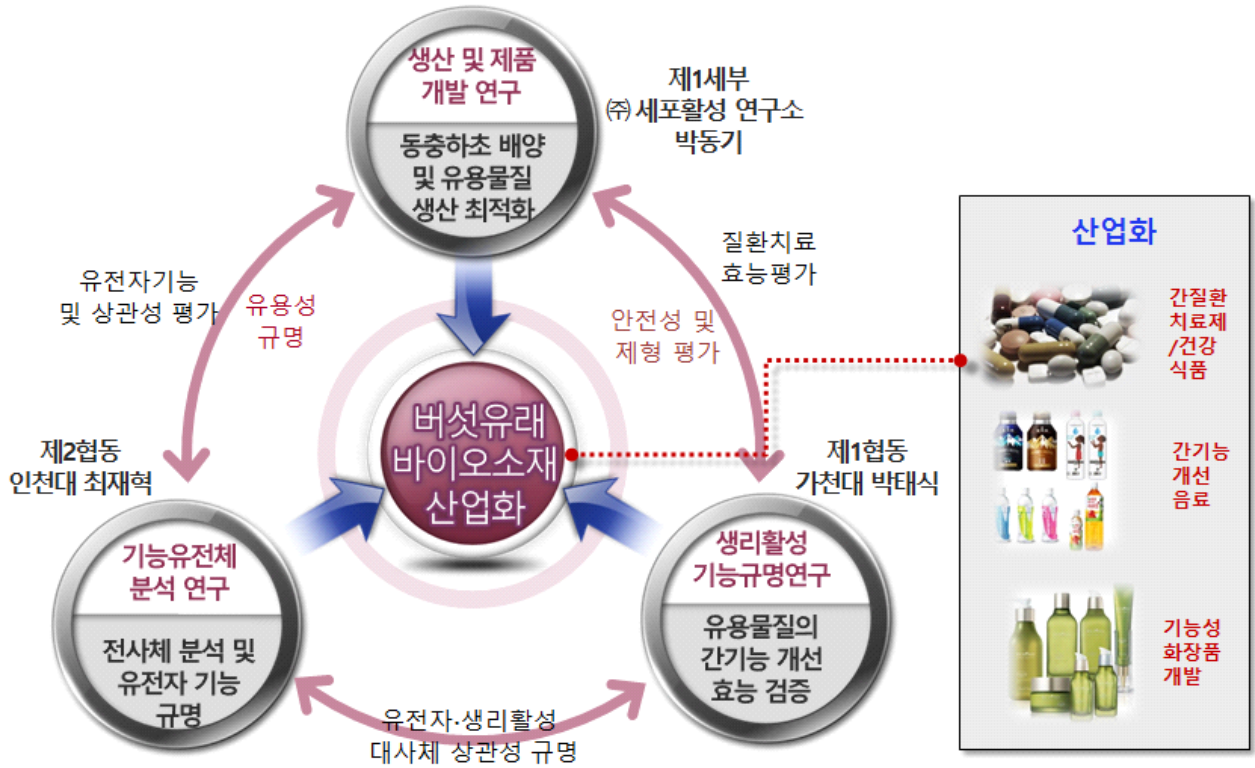 생산 및 제품
개발 연구
동충하초 배양
및 유용물질
생산 최적화
제1세부
㈜세포활성 연구소
박동기
유전자기능
및 상관성 평가
유용성
규명
질환치료
효능평가
안전성 및
제형 평가
버섯유래
바이오소재
산업화
제2협동
인천대 최재혁
기능유전체
분석 연구
전사체 분석 및
유전자 기능
규명
제1협동
가천대 박태식
생리활성
기능규명연구
유용물질의
간기능 개선
효능 검증
유전자·생리활성
대사체 상관성 규명
산업화
간질환
치료제
/건강
식품
간기능
개선
음료
기능성
화장품
개발